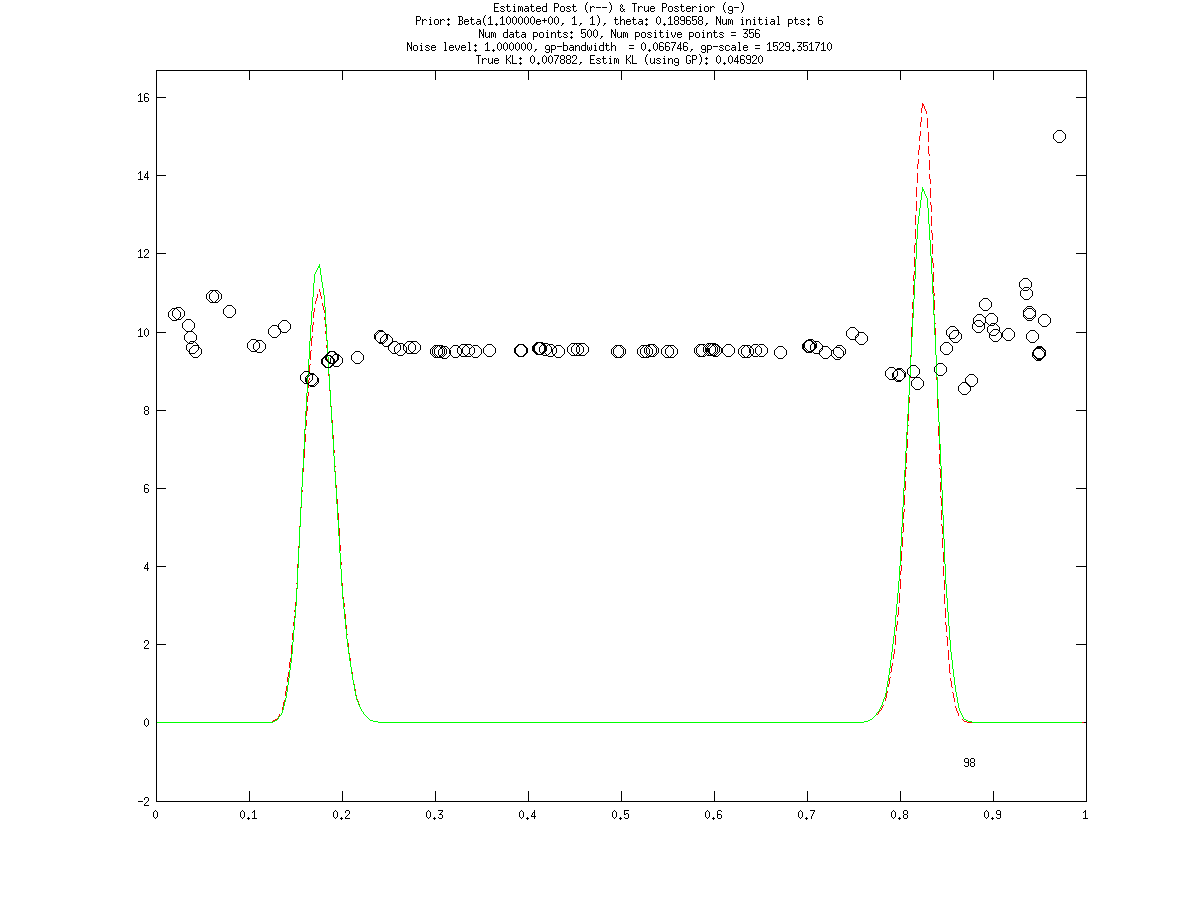 Estimated Post (r--) & True Posterior (g-)
Prior: Beta(1.100000e+00, 1, 1), theta: 0.189658, Num initial pts: 6
Num data points: 500, Num positive points = 356
Noise level: 1.000000, gp-bandwidth  = 0.066746, gp-scale = 1529.351710
True KL: 0.007882, Estim KL (using GP): 0.046920
16
14
12
10
8
6
4
2
0
98
-2
0 0.1 0.2 0.3 0.4 0.5 0.6 0.7 0.8 0.9 1